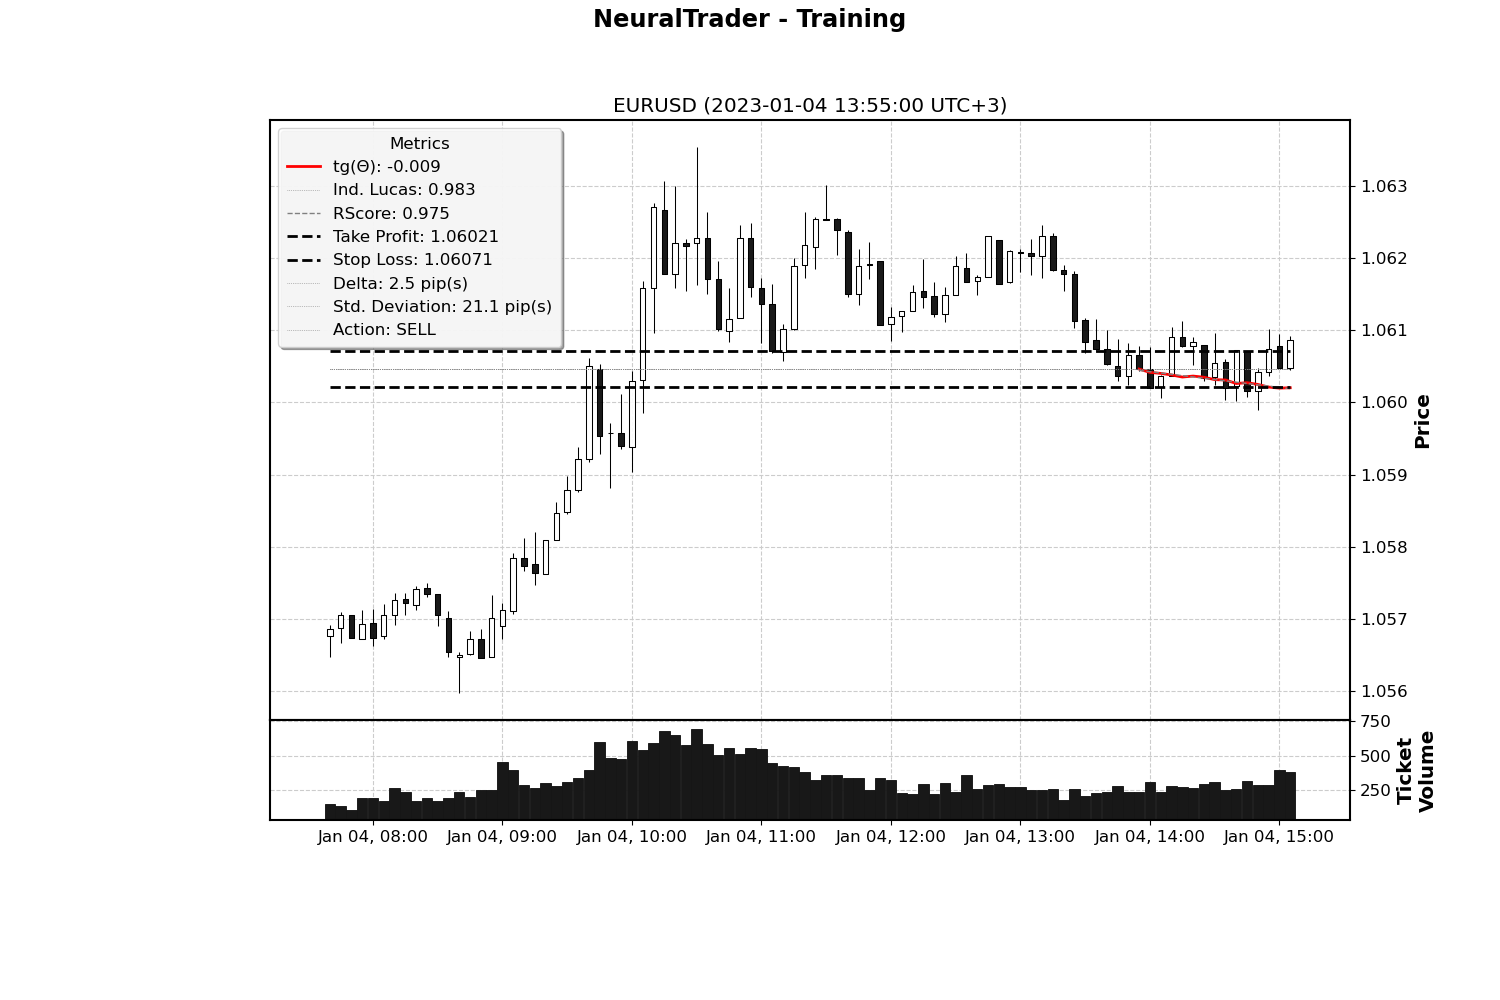 NeuralTrader - Training
EURUSD (2023-01-04 13:55:00 UTC+3)
Metrics
tg(Θ): -0.009
Ind. Lucas: 0.983
RScore: 0.975
Take Profit: 1.06021
Stop Loss: 1.06071
Delta: 2.5 pip(s)
Std. Deviation: 21.1 pip(s)
Action: SELL
1.063
1.062
1.061
1.060
1.059
1.058
1.057
1.056
Price
750
500
250
Ticket
Volume
Jan 04, 08:00
Jan 04, 09:00
Jan 04, 10:00
Jan 04, 11:00
Jan 04, 12:00
Jan 04, 13:00
Jan 04, 14:00
Jan 04, 15:00